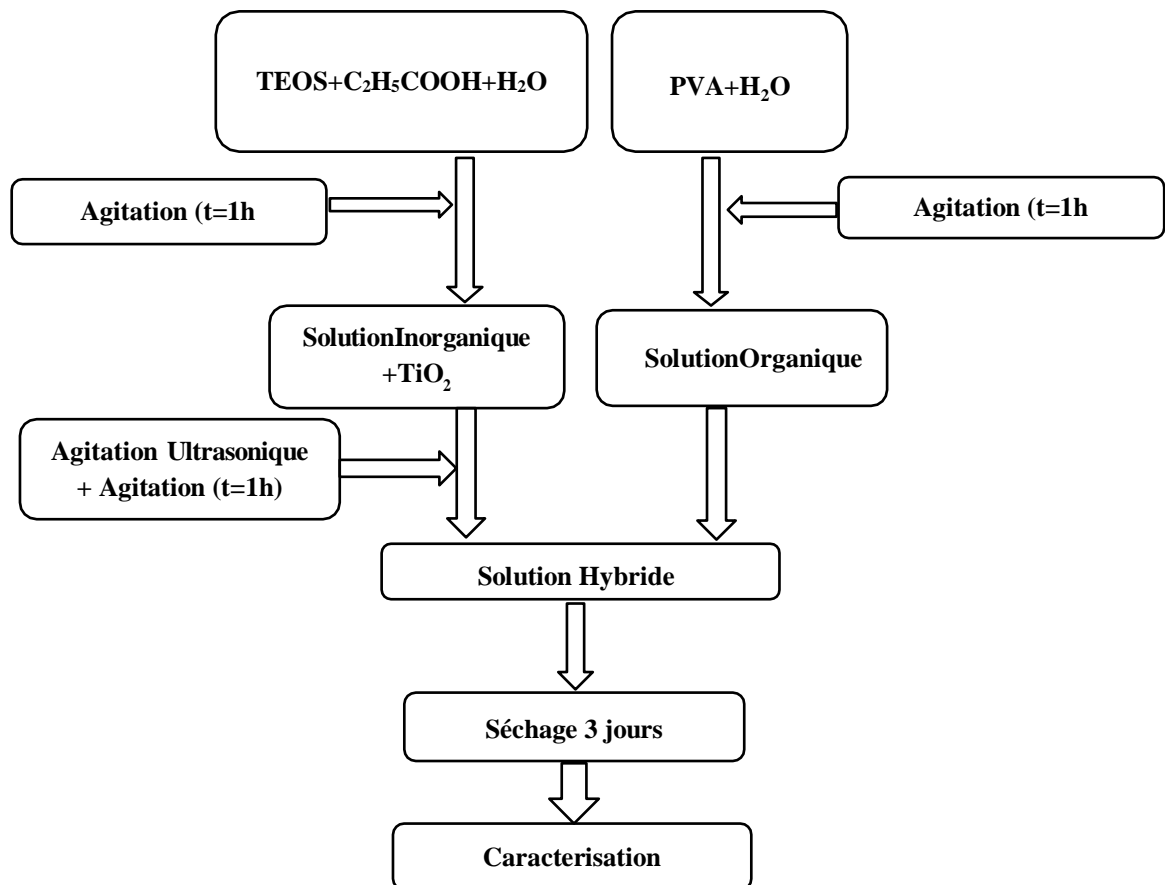 TEOS+C₂H₅COOH+H₂O
PVA+H₂O
Agitation (t=1h
Agitation (t=1h
SolutionInorganique
+TiO₂
SolutionOrganique
Agitation Ultrasonique
+ Agitation (t=1h)
Solution Hybride
Séchage 3 jours
Caracterisation